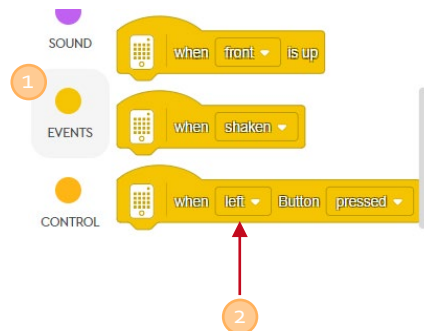 SOUND
when front is up
1
EVENTS
when shaken
CONTROL
when left Button pressed
2